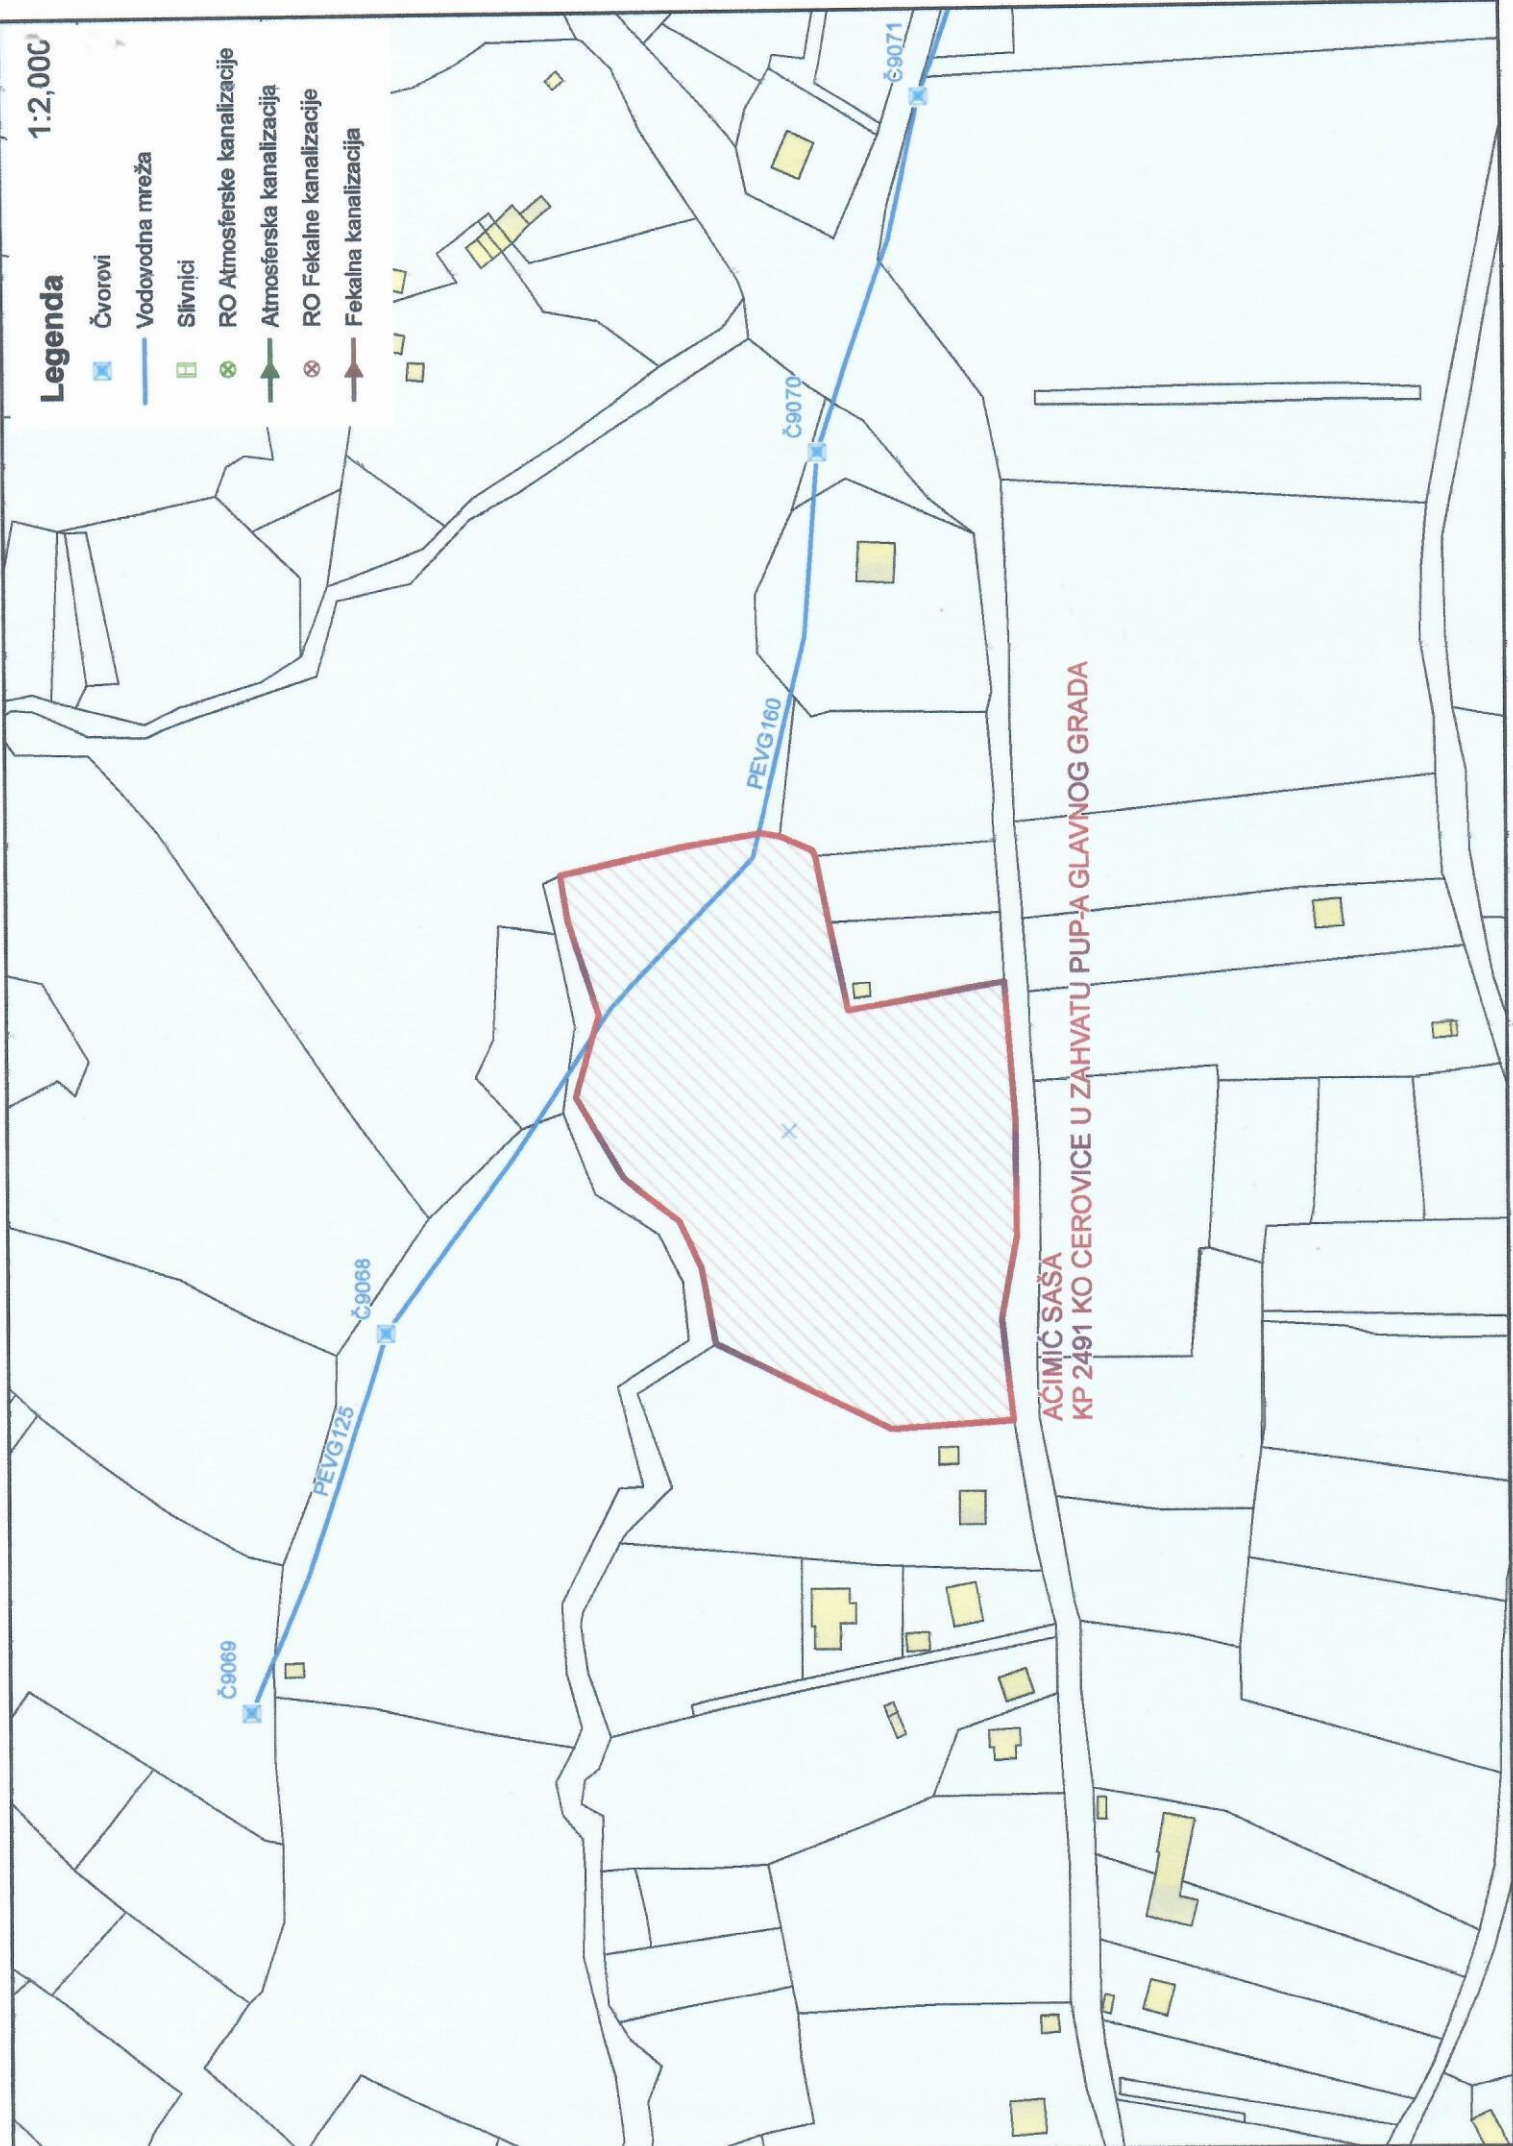 Legenda
1:2,000
Čvorovi
Vodovodna mreža
Slivnici
RO Atmosferske kanalizacije
Atmosferska kanalizacija
RO Fekalne kanalizacije
Fekalna kanalizacija
Č9069
PEVG125
Č9068
PEVG160
Č9070
Č9071
AĆIMIĆ SAŠA
KP 2491 KO CEROVICE U ZAHVATU PUP-A GLAVNOG GRADA